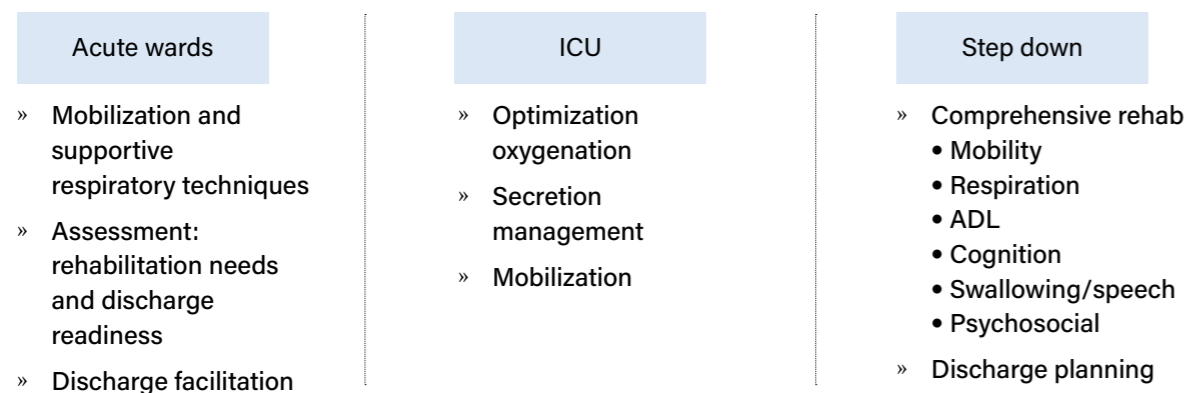 Acute wards
» Mobilization and
supportive
respiratory techniques
» Assessment:
rehabilitation needs
and discharge
readiness
» Discharge facilitation
ICU
» Optimization
oxygenation
» Secretion
management
» Mobilization
Step down
» Comprehensive rehab
• Mobility
• Respiration
• ADL
• Cognition
• Swallowing/speech
• Psychosocial
» Discharge planning